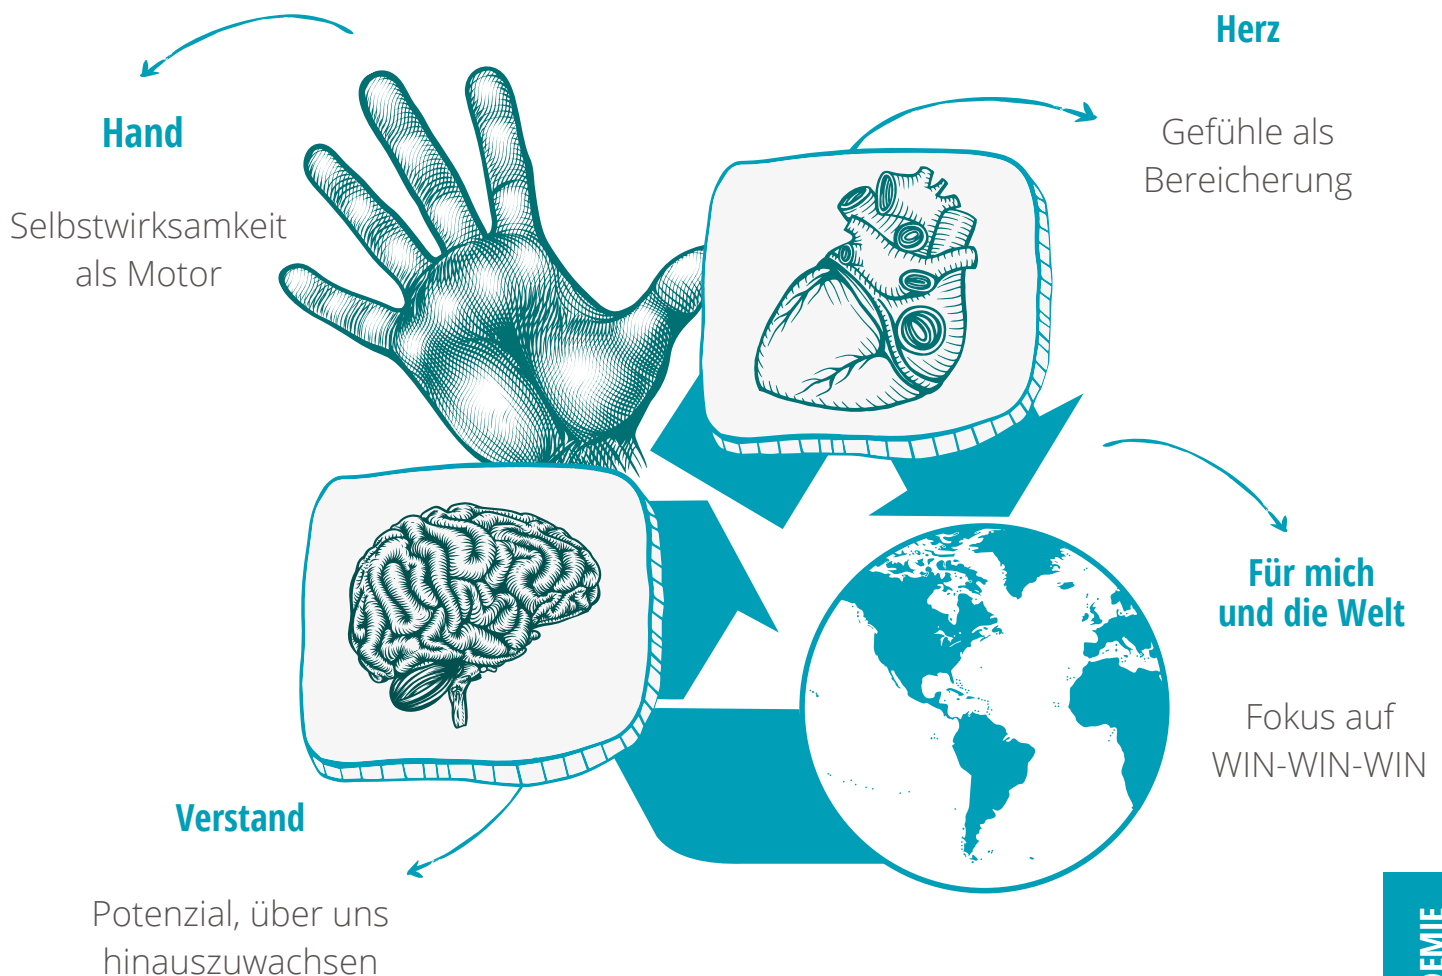 Hand
Selbstwirksamkeit
als Motor
Herz
Gefühle als
Bereicherung
Für mich
und die Welt
Fokus auf
WIN-WIN-WIN
Verstand
Potenzial, über uns
hinauszuwachsen